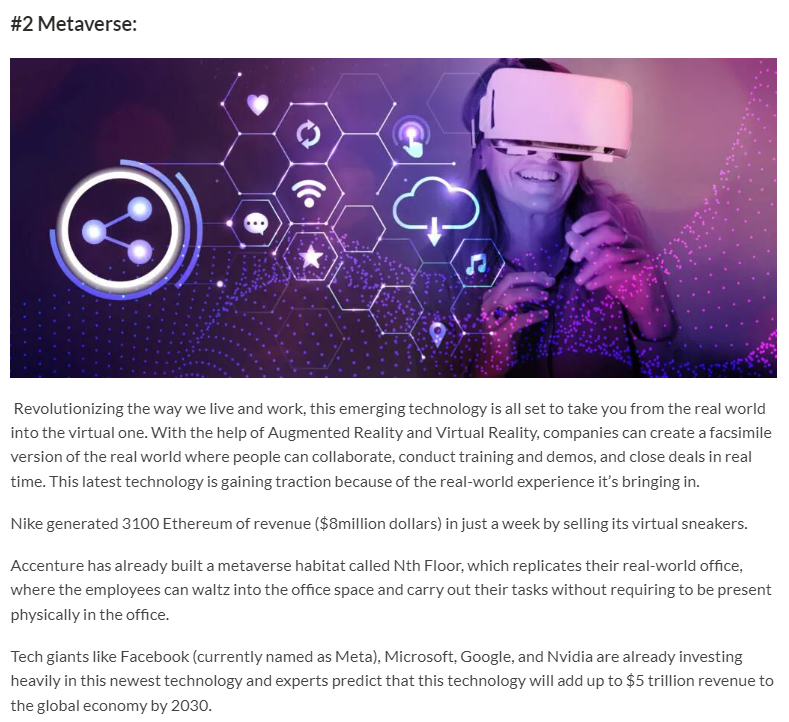 #2 Metaverse:
Revolutionizing the way we live and work, this emerging technology is all set to take you from the real world
into the virtual one. With the help of Augmented Reality and Virtual Reality, companies can create a facsimile
version of the real world where people can collaborate, conduct training and demos, and close deals in real
time. This latest technology is gaining traction because of the real-world experience it’s bringing in.
Nike generated 3100 Ethereum of revenue ($8million dollars) in just a week by selling its virtual sneakers.
Accenture has already built a metaverse habitat called Nth Floor, which replicates their real-world office,
where the employees can waltz into the office space and carry out their tasks without requiring to be present
physically in the office.
Tech giants like Facebook (currently named as Meta), Microsoft, Google, and Nvidia are already investing
heavily in this newest technology and experts predict that this technology will add up to $5 trillion revenue to
the global economy by 2030.